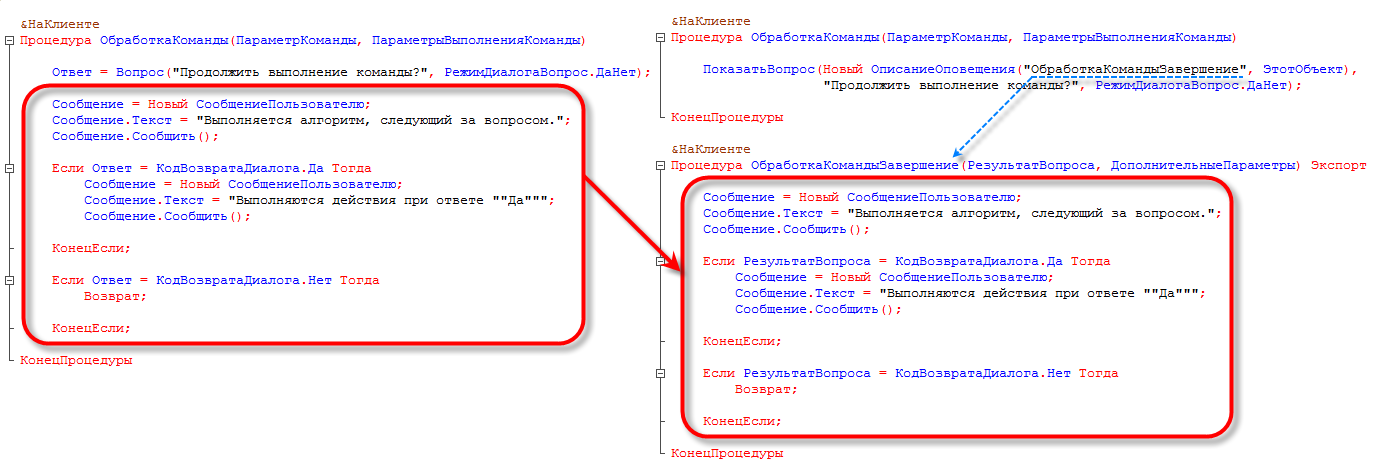 &НаКлиенте
Процедура ОбработкаКоманды(ПараметрКоманды, ПараметрыВыполненияКоманды)
Ответ = Вопрос("Продолжить выполнение команды?", РежимДиалогаВопрос.ДаНет);
Сообщение = Новый СообщениеПользователю;
Сообщение.Текст = "Выполняется алгоритм, следующий за вопросом.";
Сообщение.Сообщить();
Если Ответ = КодВозвратаДиалога.Да Тогда
Сообщение = Новый СообщениеПользователю;
Сообщение.Текст = "Выполняются действия при ответе ""Да""";
Сообщение.Сообщить();
КонецЕсли;
Если Ответ = КодВозвратаДиалога.Нет Тогда
Возврат;
КонецЕсли;
КонецПроцедуры
&НаКлиенте
Процедура ОбработкаКоманды(ПараметрКоманды, ПараметрыВыполненияКоманды)
ПоказатьВопрос(Новый ОписаниеОповещения("ОбработкаКомандыЗавершение", ЭтотОбъект),
"Продолжить выполнение команды?", РежимДиалогаВопрос.ДаНет);
КонецПроцедуры
&НаКлиенте
Процедура ОбработкаКомандыЗавершение(РезультатВопроса, ДополнительныеПараметры) Экспорт
Сообщение = Новый СообщениеПользователю;
Сообщение.Текст = "Выполняется алгоритм, следующий за вопросом.";
Сообщение.Сообщить();
Если РезультатВопроса = КодВозвратаДиалога.Да Тогда
Сообщение = Новый СообщениеПользователю;
Сообщение.Текст = "Выполняются действия при ответе ""Да""";
Сообщение.Сообщить();
КонецЕсли;
Если РезультатВопроса = КодВозвратаДиалога.Нет Тогда
Возврат;
КонецЕсли;
КонецПроцедуры